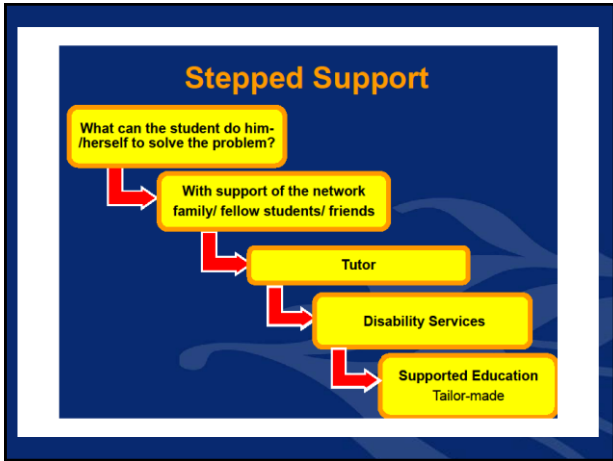 Stepped Support
What can the student do him-
/herself to solve the problem?
With support of the network
family/ fellow students/ friends
Tutor
Disability Services
Supported Education
Tailor-made